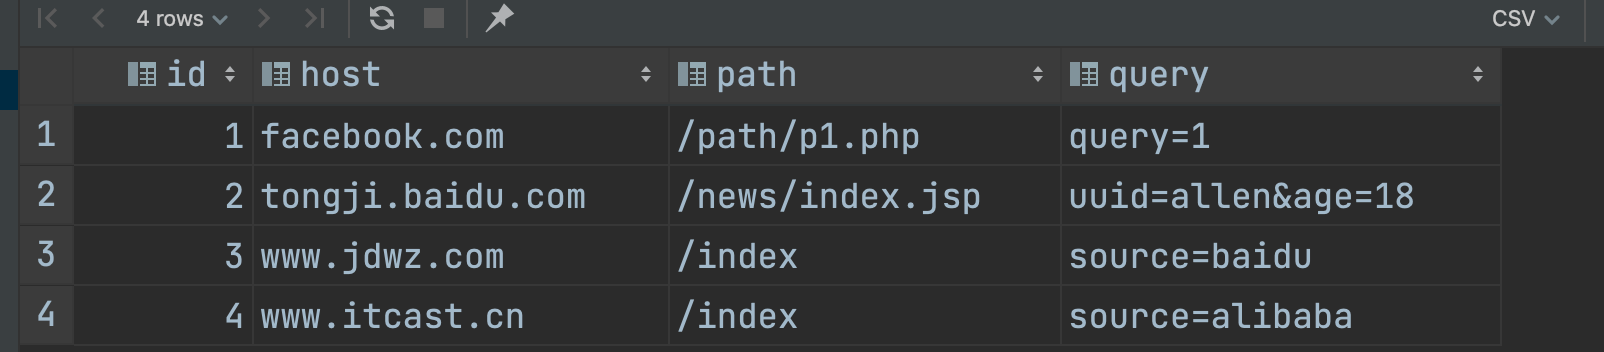 4 rows CSV
id host path query
1 1 facebook.com /path/p1.php query=1
2 2 tongji.baidu.com /news/index.jsp uuid=allen&age=18
3 3 www.jdwz.com /index source=baidu
4 4 www.itcast.cn /index source=alibaba